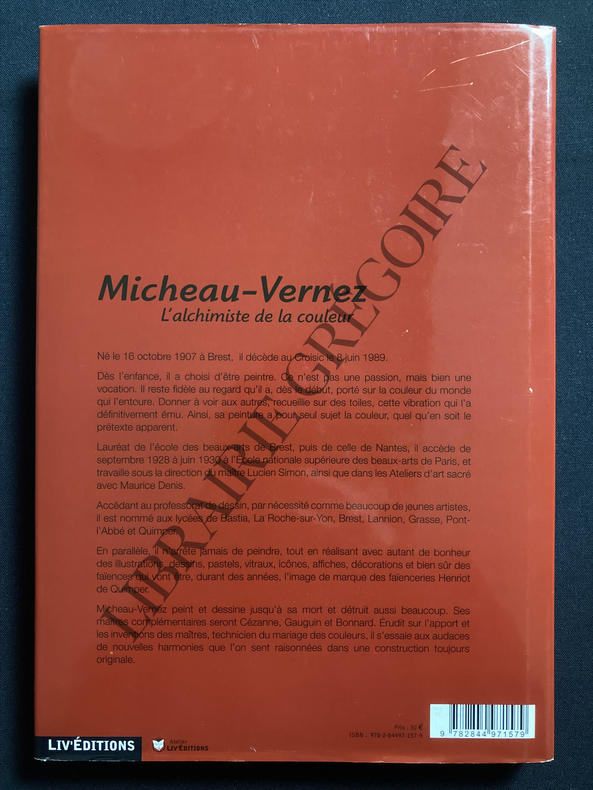 Micheau-Vernez
L'alchimiste de la couleur
Né le 16 octobre 1907 à Brest, il décède au Croisic le 8 juin 1989.
Dès l'enfance, il a choisi d'être peintre. Ce n'est pas une passion, mais bien une
vocation. Il reste fidèle au regard qu'il a, dès le début, porté sur la couleur du monde
qui l'entoure. Donner à voir aux autres, recueillie sur des toiles, cette vibration qui l'a
définitivement ému. Ainsi, sa peinture a pour seul sujet la couleur, quel qu'en soit le
prétexte apparent.
Lauréat de l'école des beaux-arts de Brest, puis de celle de Nantes, il accède de
septembre 1928 à juin 1930 à l'École nationale supérieure des beaux-arts de Paris, et
travaille sous la direction du maître Lucien Simon, ainsi que dans les Ateliers d'art sacré
avec Maurice Denis.
Accédant au professorat de dessin, par nécessité comme beaucoup de jeunes artistes,
il est nommé aux lycées de Bastia, La Roche-sur-Yon, Brest, Lannion, Grasse, Pont-
l'Abbé et Quimper.
En parallèle, il n'arrête jamais de peindre, tout en réalisant avec autant de bonheur
des illustrations, dessins, pastels, vitraux, icônes, affiches, décorations et bien sûr des
faïences qui vont être, durant des années, l'image de marque des faïenceries Henriot
de Quimper.
Micheau-Vernez peint et dessine jusqu'à sa mort et détruit aussi beaucoup. Ses
maîtres complémentaires seront Cézanne, Gauguin et Bonnard. Érudit sur l'apport et
les inventions des maîtres, technicien du mariage des couleurs, il s'essaie aux audaces
de nouvelles harmonies que l'on sent raisonnées dans une construction toujours
originale.
LIBRAIRIE GRÉGOIRE
Prix : 30 €
ISBN : 978-2-84497-157-9
9 782844 971579
LIV'ÉDITIONS
Atelier
LIV'ÉDITIONS